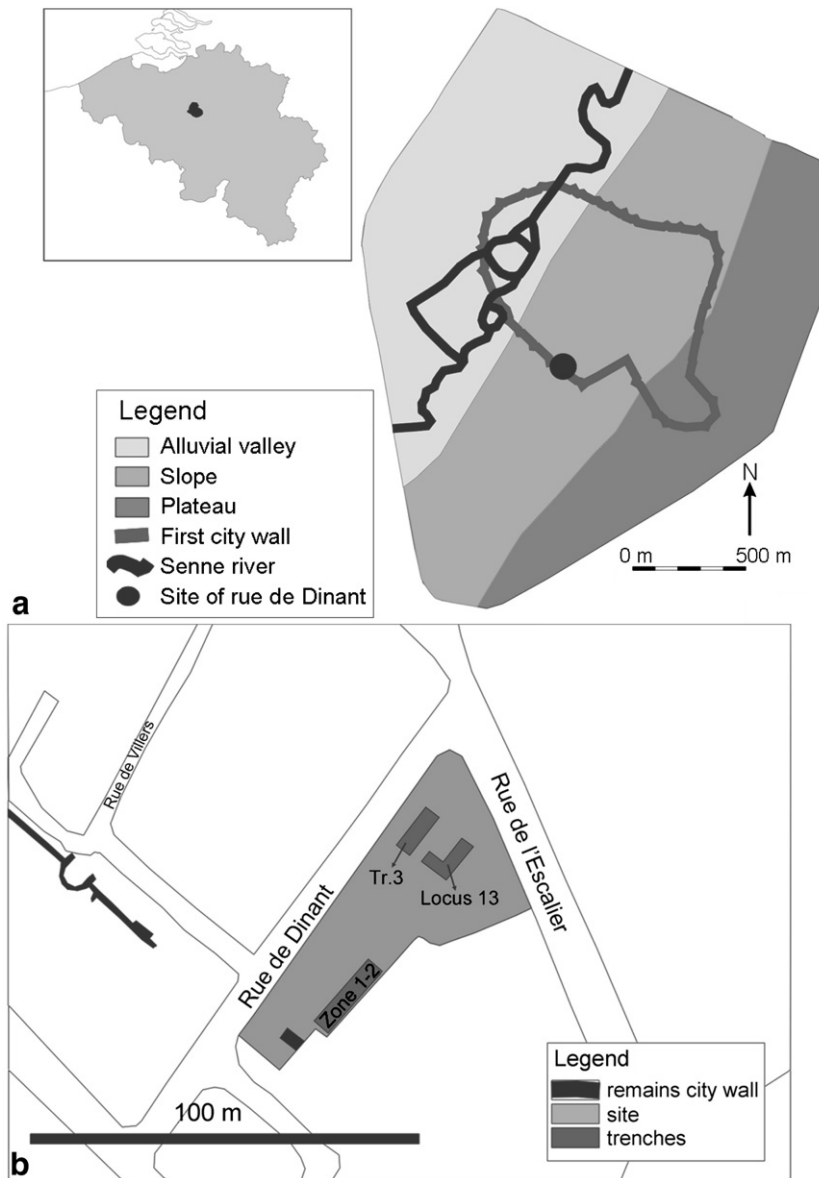 Legend
Alluvial valley
Slope
Plateau
First city wall
Senne river
Site of rue de Dinant
N
0 m 500 m
a
Rue de Villers
Rue de Dinant
Rue de l'Escalier
Tr.3
Locus 13
Zone 1-2
100 m
Legend
remains city wall
site
trenches
b